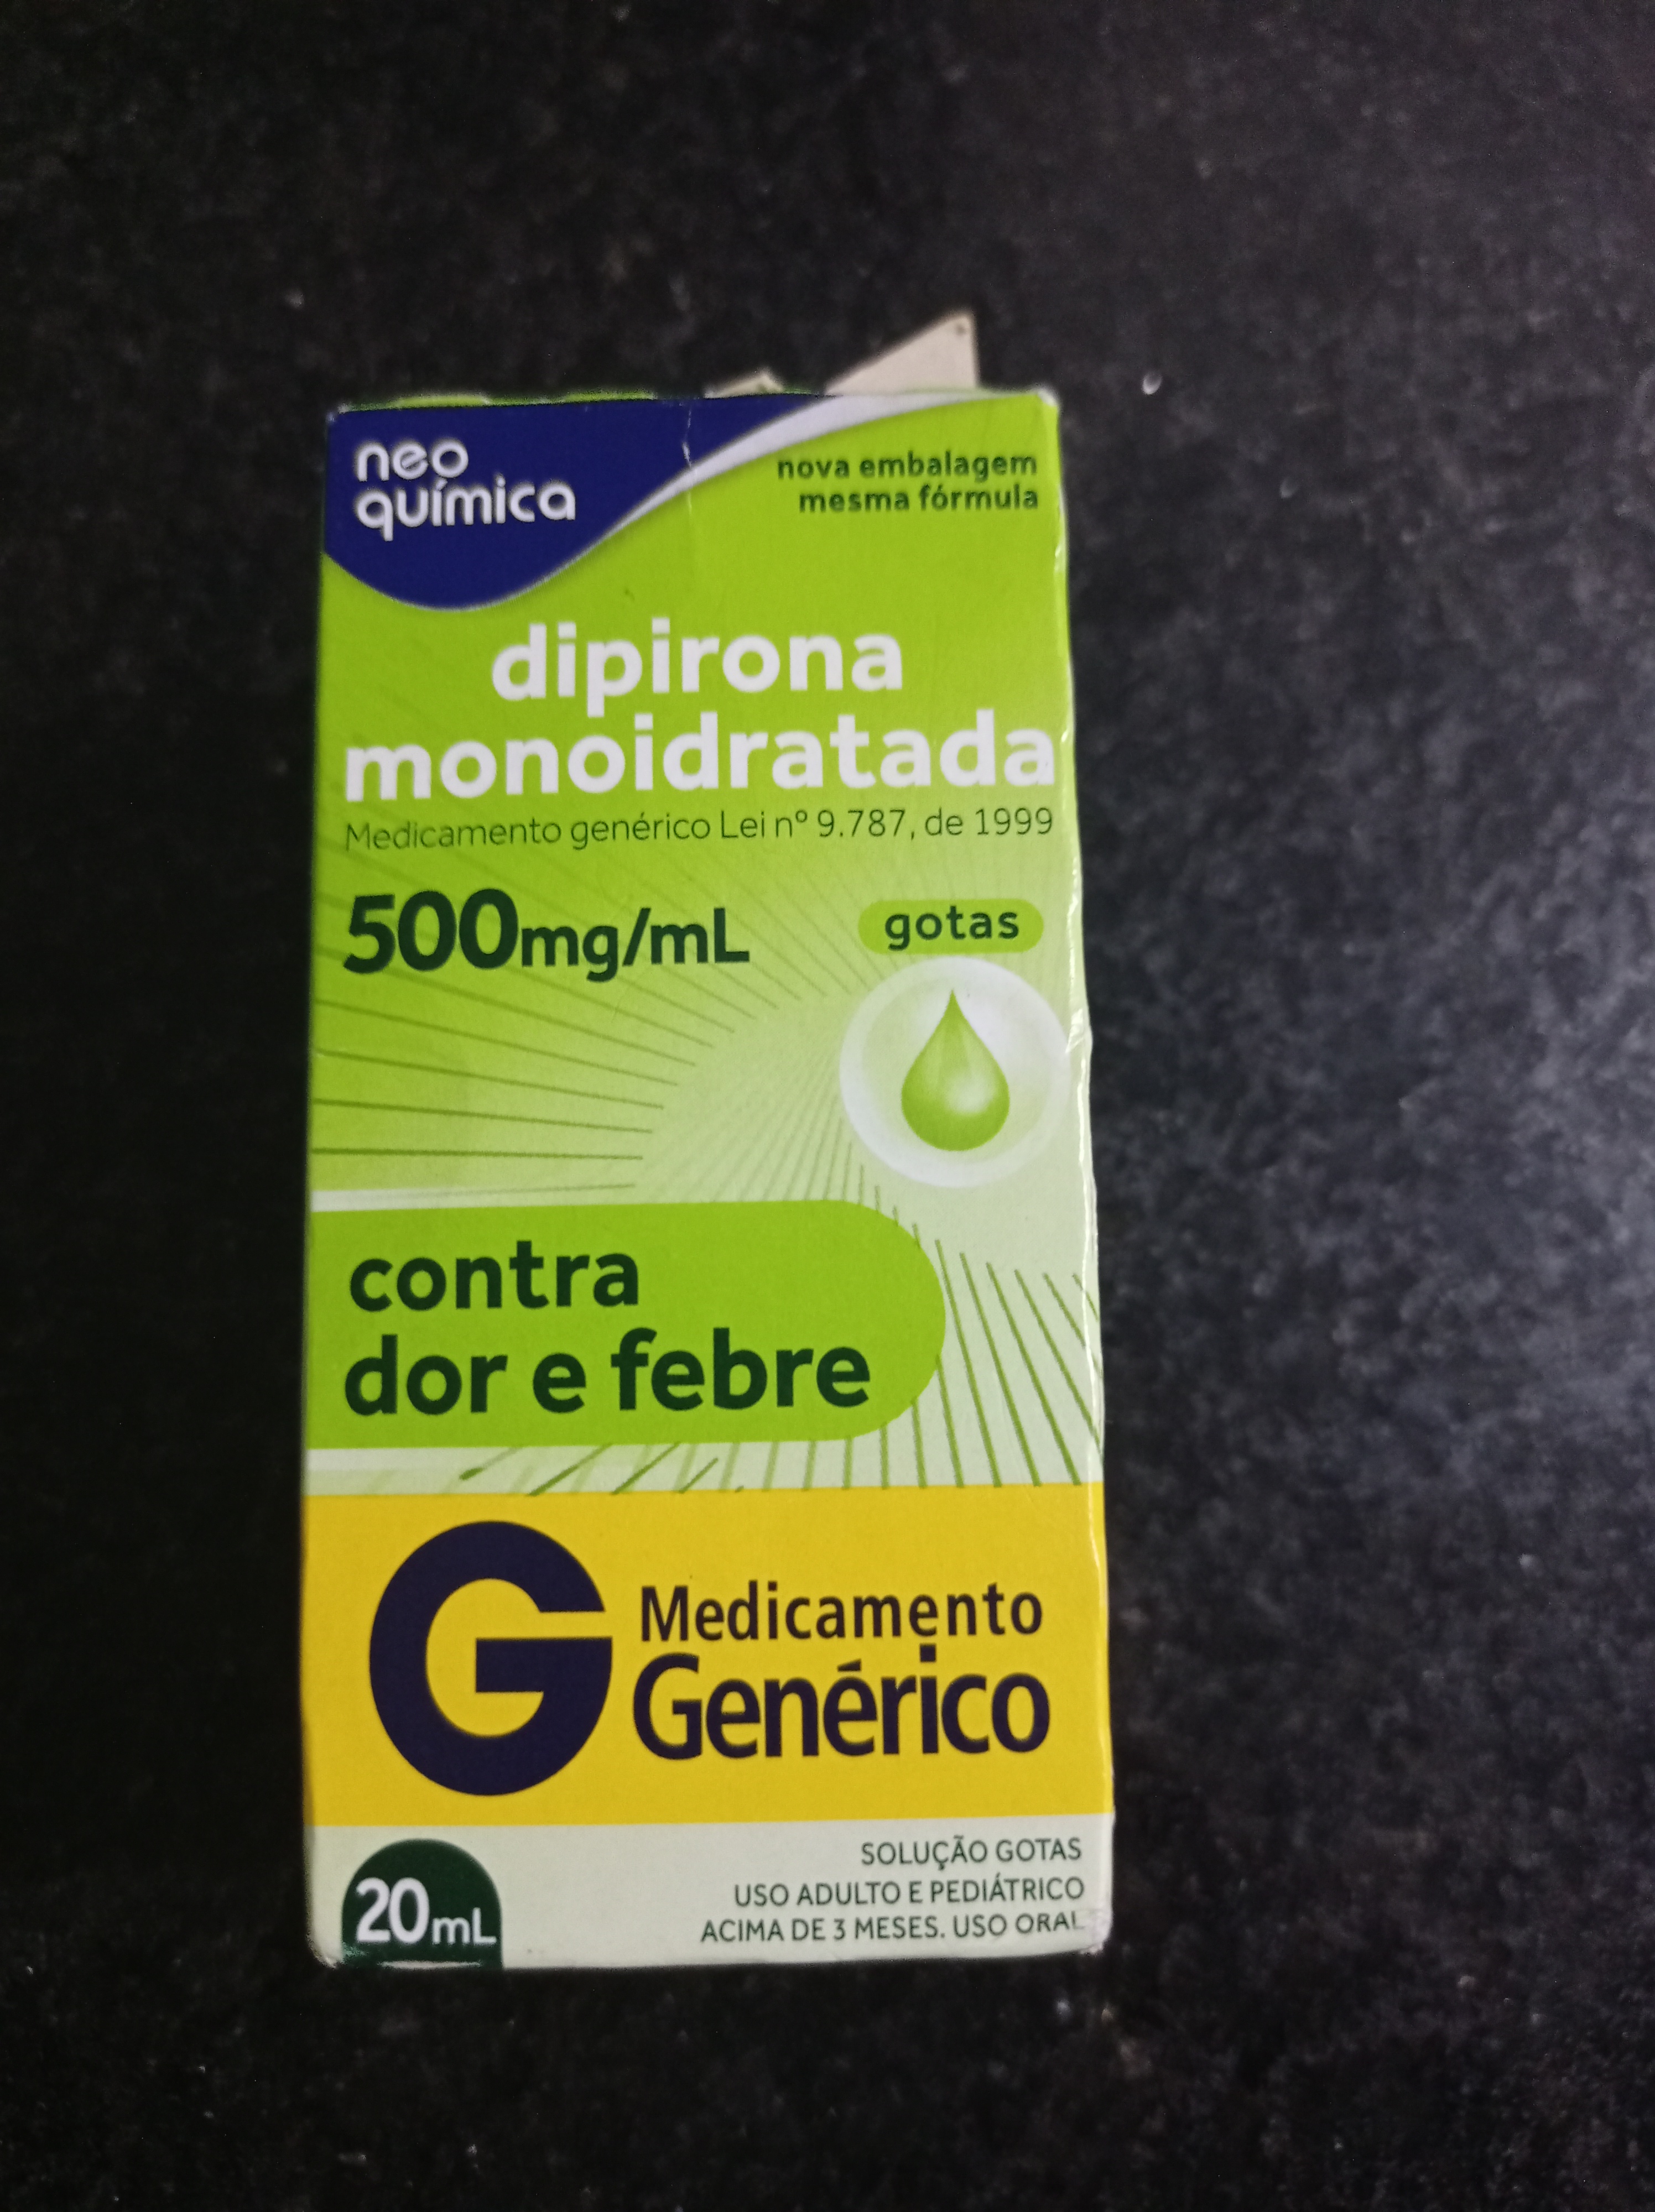 neo
química
nova embalagem
mesma fórmula
dipirona
monoidratada
Medicamento genérico Lei nº 9.787, de 1999
500mg/mL
gotas
contra
dor e febre
G
Medicamento
Genérico
20mL
SOLUÇÃO GOTAS
USO ADULTO E PEDIÁTRICO
ACIMA DE 3 MESES. USO ORAL